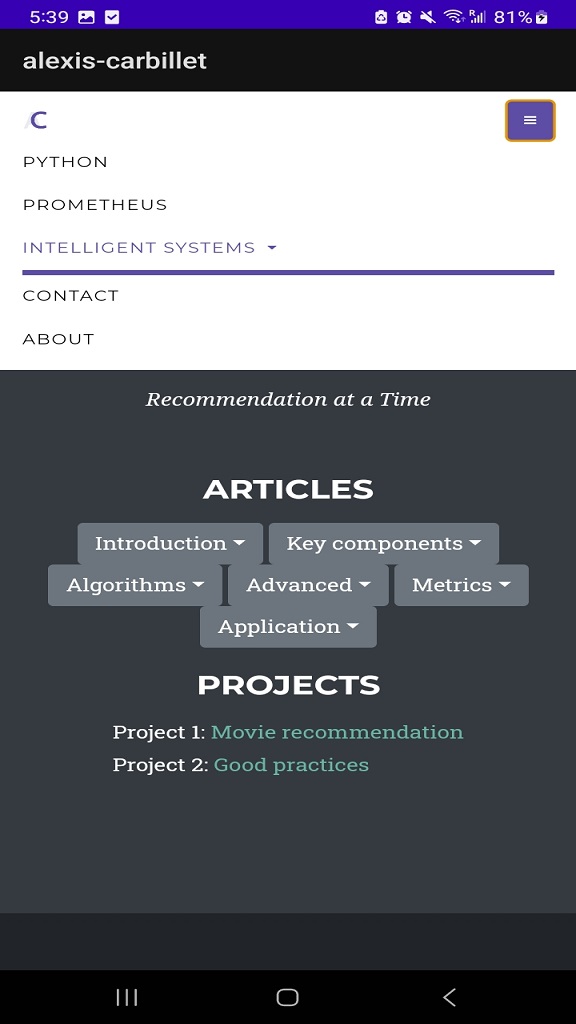 5:39 81%
alexis-carbillet
AC
PYTHON
PROMETHEUS
INTELLIGENT SYSTEMS
CONTACT
ABOUT
Recommendation at a Time
ARTICLES
Introduction Key components
Algorithms Advanced Metrics
Application
PROJECTS
Project 1: Movie recommendation
Project 2: Good practices